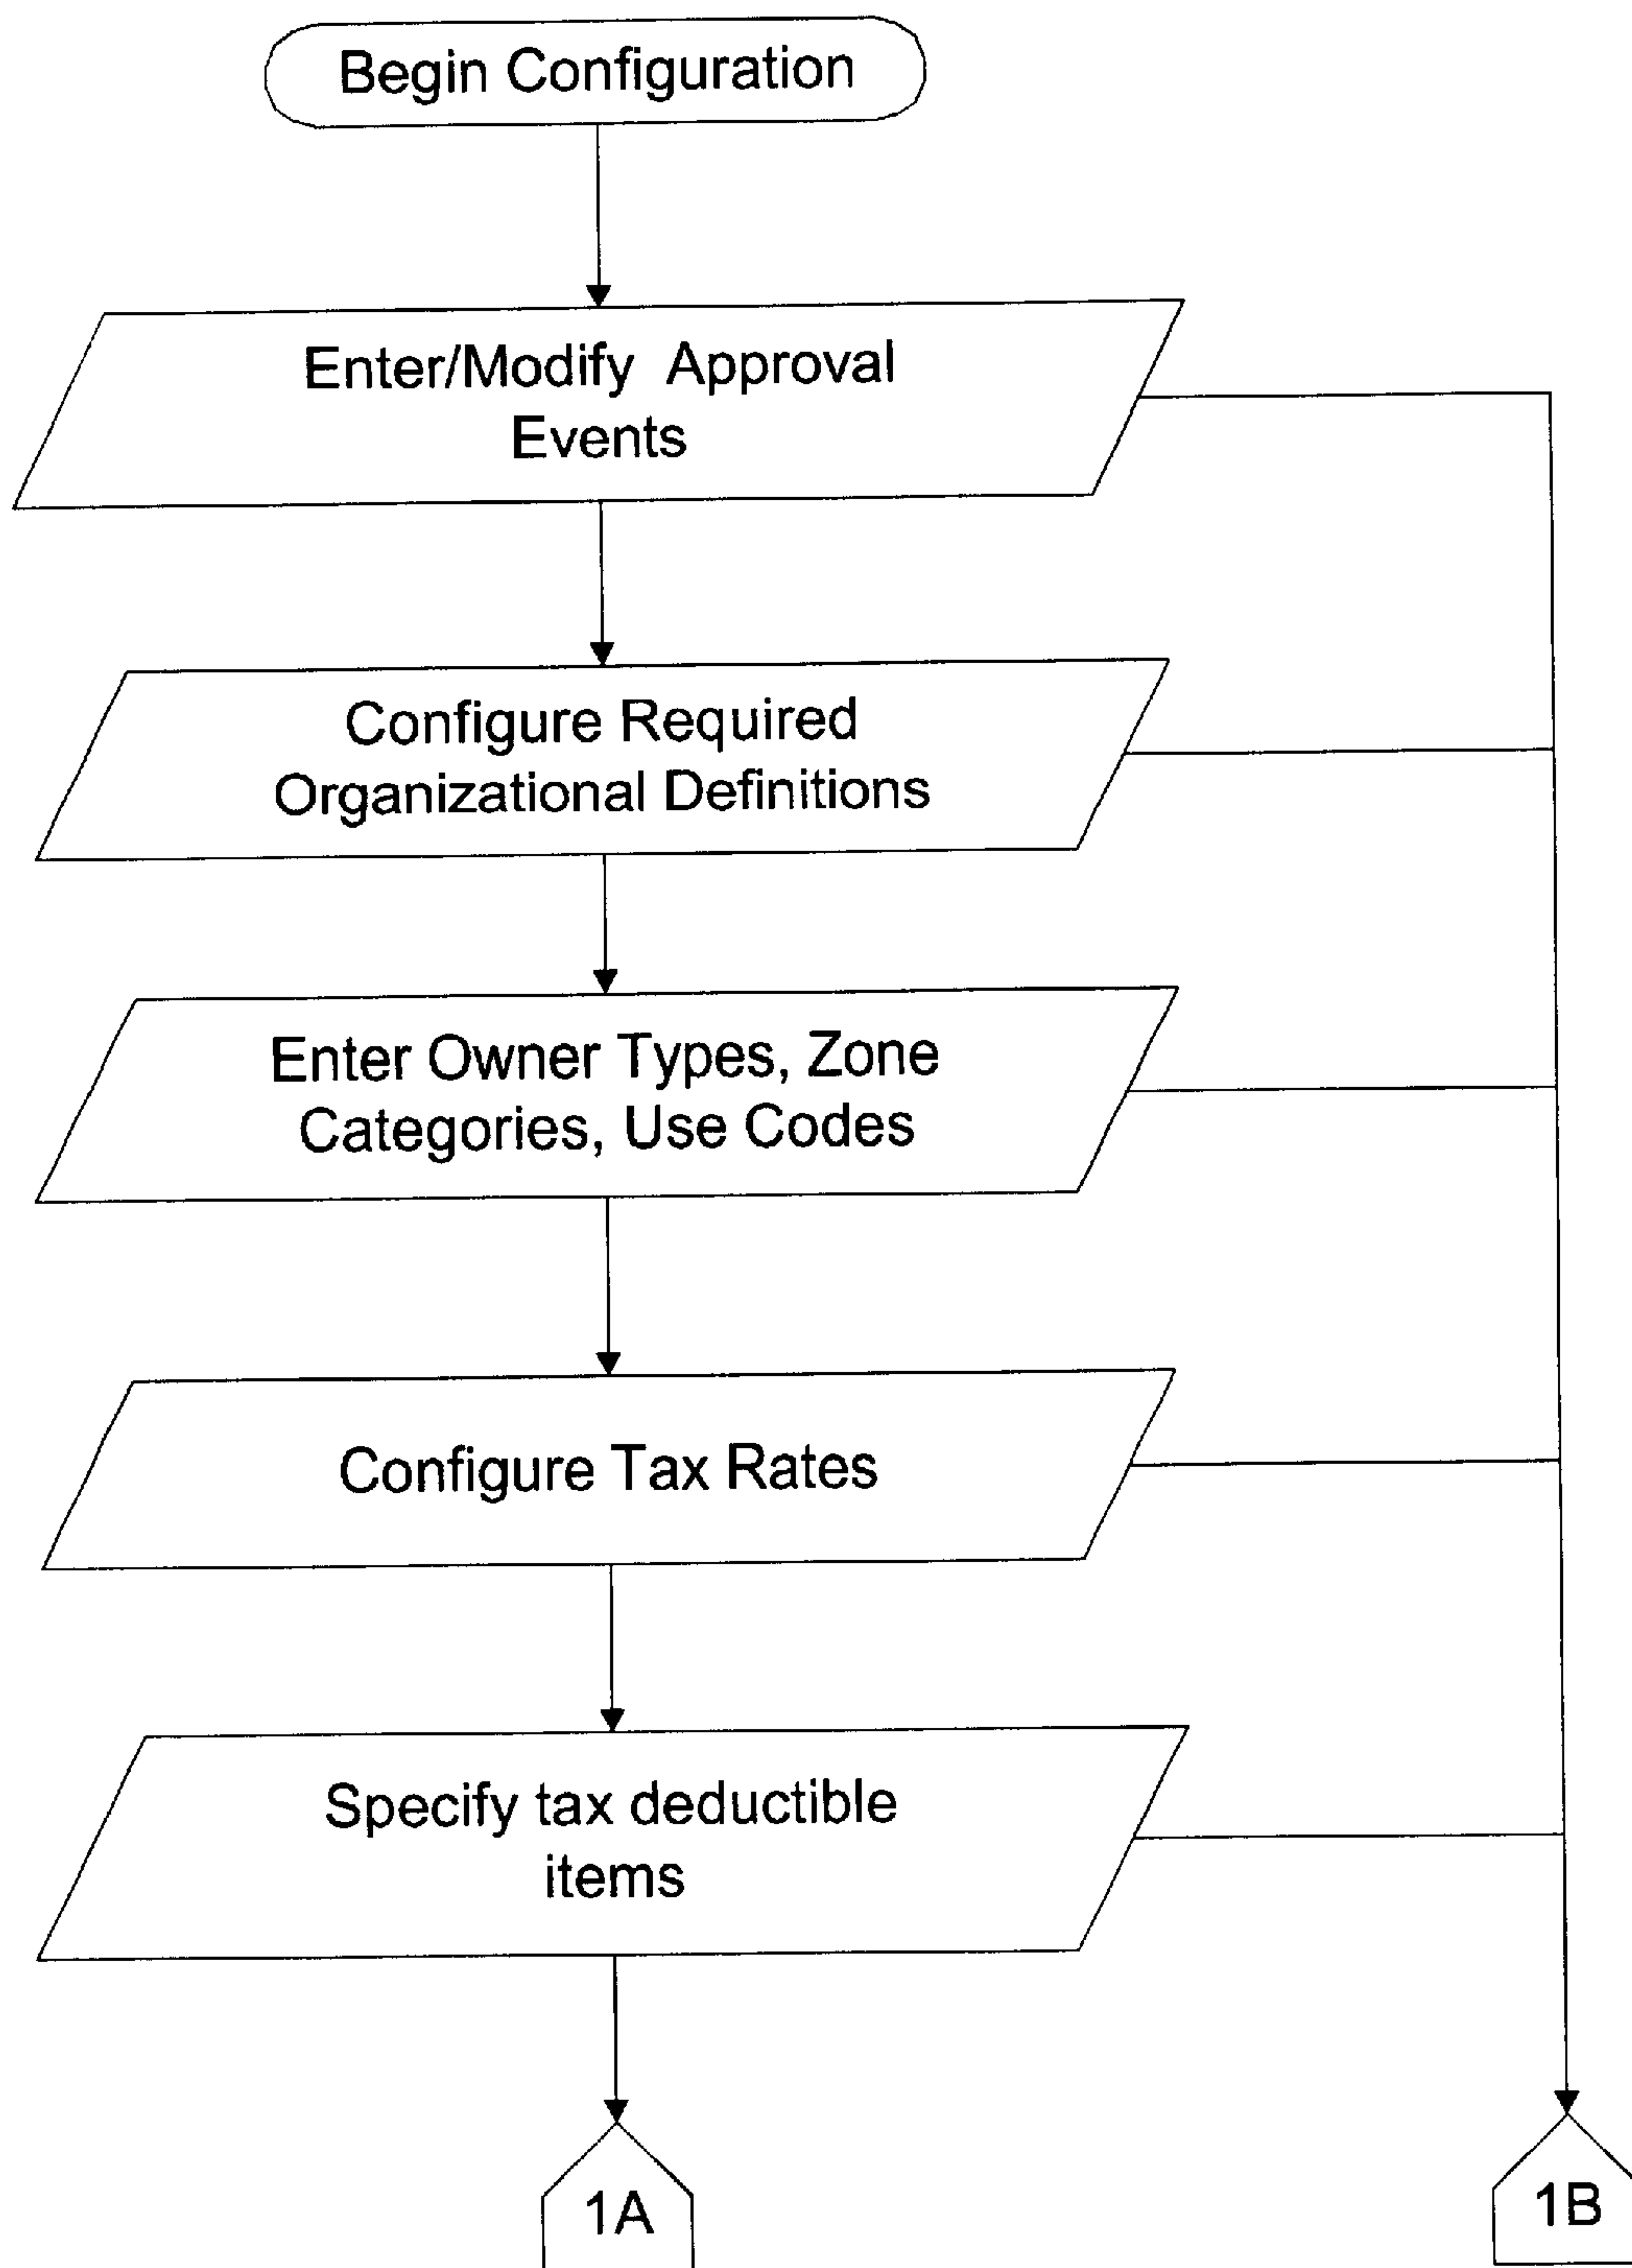 Begin Configuration
Enter/Modify Approval
Events
Configure Required
Organizational Definitions
Enter Owner Types, Zone
Categories, Use Codes
Configure Tax Rates
Specify tax deductible
items
1A
1B